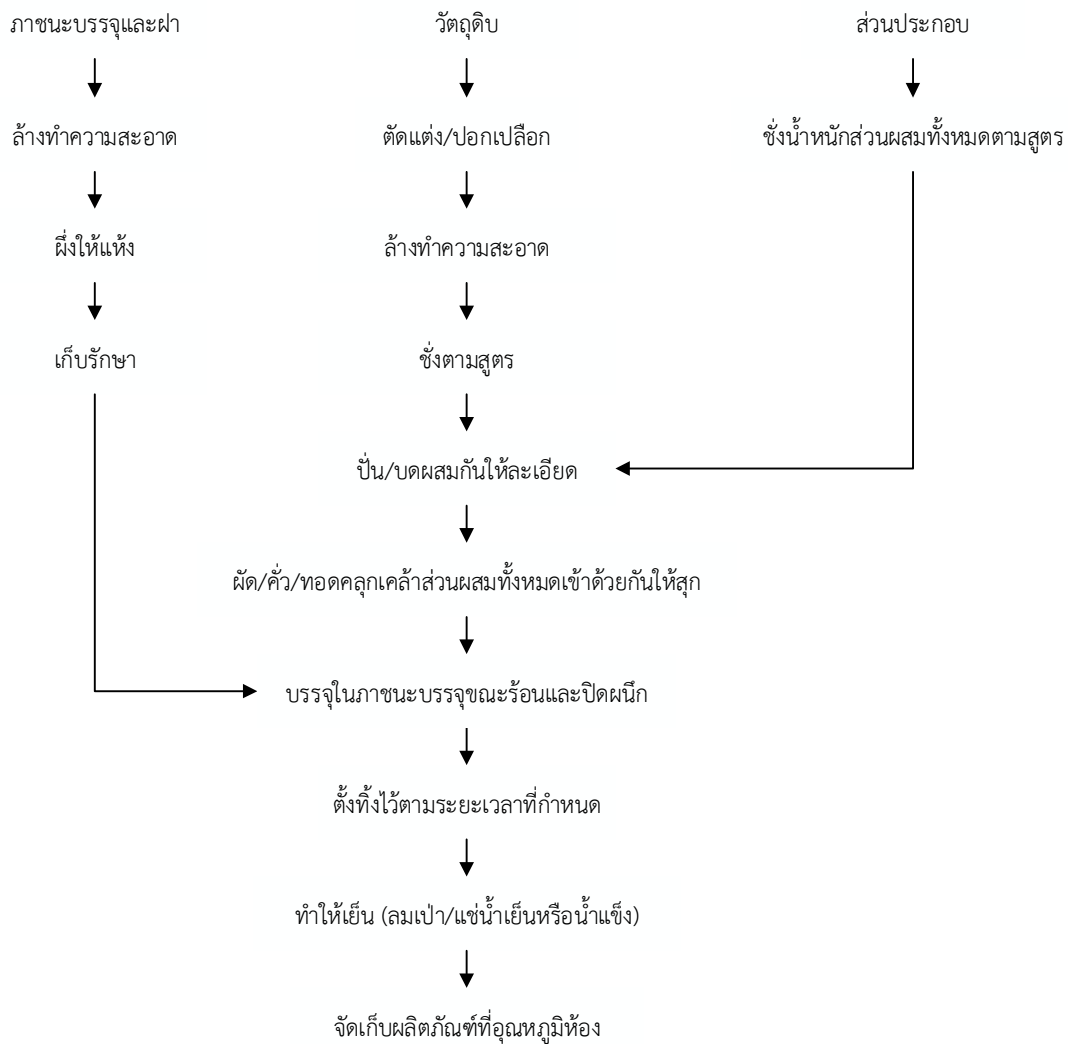 ภาชนะบรรจุและฝา
วัตถุดิบ
ส่วนประกอบ
ล้างทำความสะอาด
ตัดแต่ง/ปอกเปลือก
ชั่งน้ำหนักส่วนผสมทั้งหมดตามสูตร
ผึ่งให้แห้ง
ล้างทำความสะอาด
เก็บรักษา
ชั่งตามสูตร
ปั่น/บดผสมกันให้ละเอียด
ผัด/คั่ว/ทอดคลุกเคล้าส่วนผสมทั้งหมดเข้าด้วยกันให้สุก
บรรจุในภาชนะบรรจุขณะร้อนและปิดผนึก
ตั้งทิ้งไว้ตามระยะเวลาที่กำหนด
ทำให้เย็น (ลมเป่า/แช่น้ำเย็นหรือน้ำแข็ง)
จัดเก็บผลิตภัณฑ์ที่อุณหภูมิห้อง